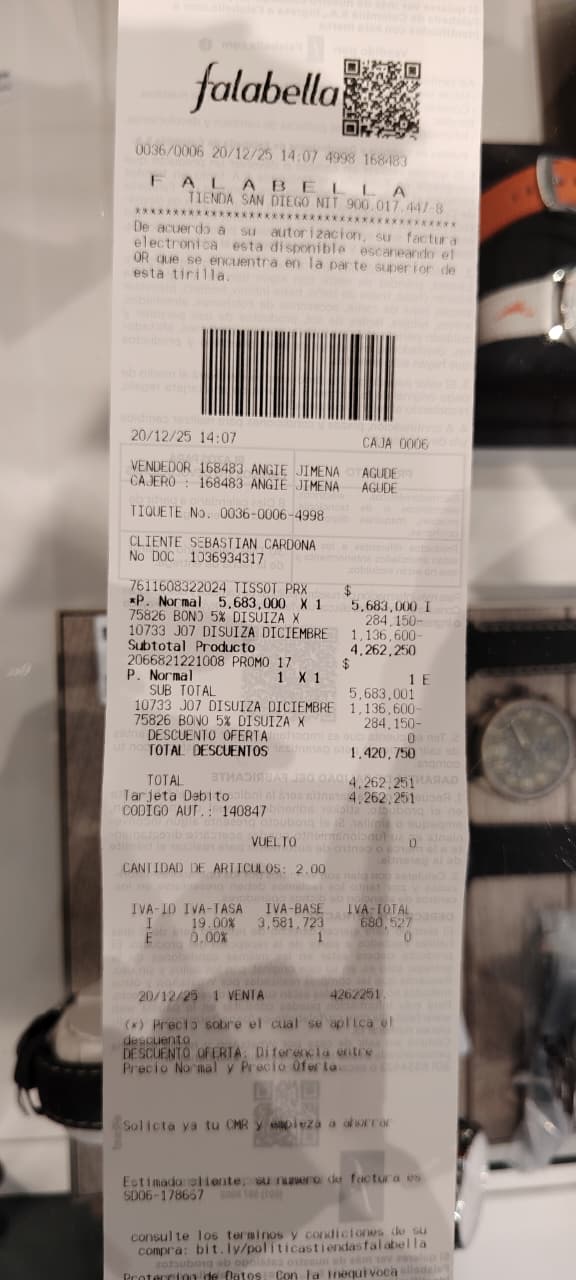 falabella
0036/0006 20/12/25 14:07 4998 168483
F A L A B E L L A
TIENDA SAN DIEGO NIT 900.017.447-8
****************************************
De acuerdo a su autorizacion, su factura
electronica esta disponible escaneando el
QR que se encuentra en la parte superior de
esta tirilla.
20/12/25 14:07 CAJA 0006
VENDEDOR 168483 ANGIE JIMENA AGUDE
CAJERO : 168483 ANGIE JIMENA AGUDE
TIQUETE No. 0036-0006-4998
CLIENTE SEBASTIAN CARDONA
No DOC 1036934317
7611608322024 TISSOT PRX $
*P. Normal 5,683,000 X 1 5,683,000 I
75826 BONO 5% DISUIZA X 284,150-
10733 J07 DISUIZA DICIEMBRE 1,136,600-
Subtotal Producto 4,262,250
2066821221008 PROMO 17 $
P. Normal 1 X 1 1 E
SUB TOTAL 5,683,001
10733 J07 DISUIZA DICIEMBRE 1,136,600-
75826 BONO 5% DISUIZA X 284,150-
DESCUENTO OFERTA 0
TOTAL DESCUENTOS 1,420,750
TOTAL 4,262,251
Tarjeta Debito 4,262,251
CODIGO AUT.: 140847
VUELTO 0
CANTIDAD DE ARTICULOS: 2.00
IVA-ID IVA-TASA IVA-BASE IVA-TOTAL
I 19.00% 3,581,723 680,527
E 0.00% 1 0
20/12/25 1 VENTA 4262251
(*) Precio sobre el cual se aplica el
descuento
DESCUENTO OFERTA: Diferencia entre
Precio Normal y Precio Oferta.
Solicta ya tu CMR y empieza a ahorrar
Estimado cliente, su numero de factura es
SD06-178667
consulte los terminos y condiciones de su
compra: bit.ly/politicastiendasfalabella
Proteccion de Datos: Con la inequivoca